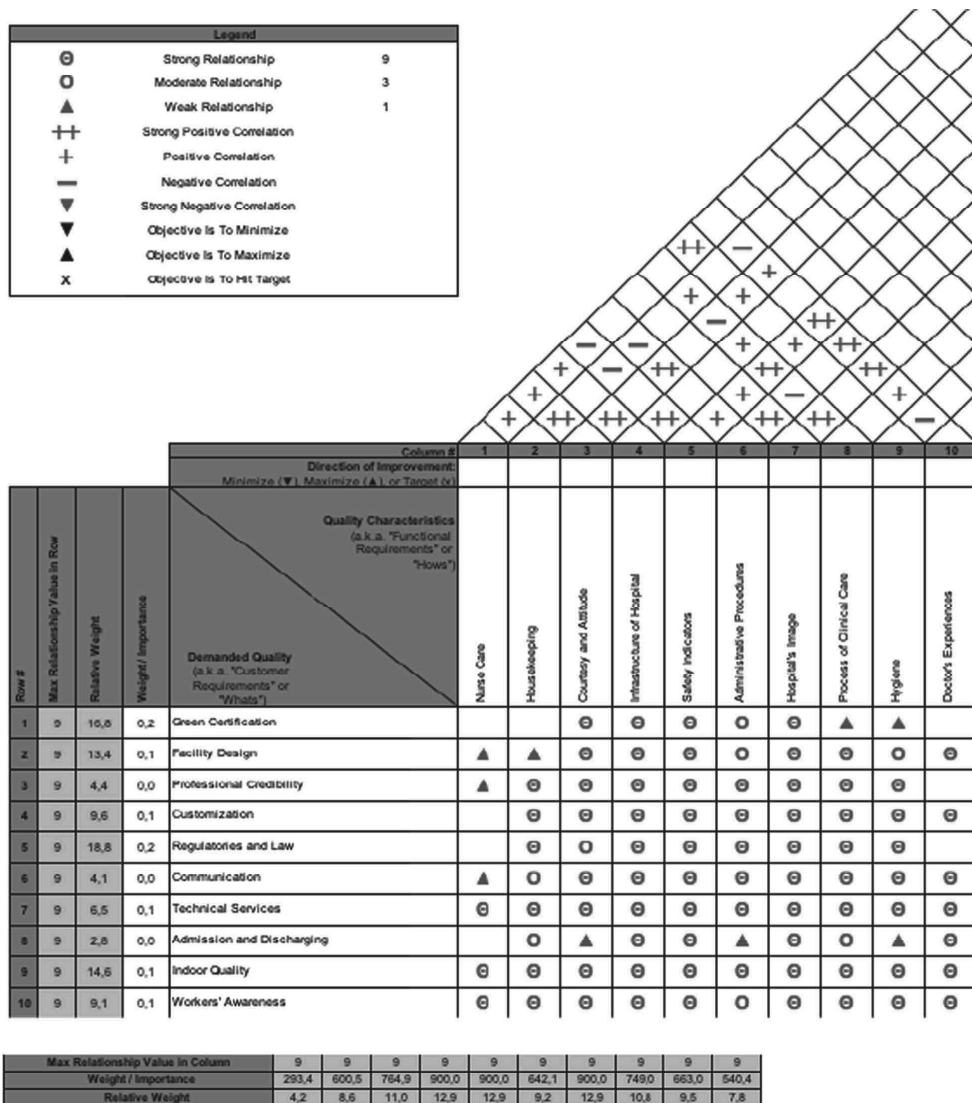 Legend
Θ Strong Relationship 9
O Moderate Relationship 3
▲ Weak Relationship 1
++ Strong Positive Correlation
+ Positive Correlation
— Negative Correlation
▼ Strong Negative Correlation
▼ Objective Is To Minimize
▲ Objective Is To Maximize
x Objective Is To Hit Target
Column # 1 2 3 4 5 6 7 8 9 10
Direction of Improvement:
Minimize (▼), Maximize (▲), or Target (x)
Row #
Max Relationship Value in Row
Relative Weight
Weight / Importance
Quality Characteristics
(a.k.a. "Functional
Requirements" or
"Hows")
Demanded Quality
(a.k.a. "Customer
Requirements" or
"Whats")
Nurse Care
Housekeeping
Courtesy and Attitude
Infrastructure of Hospital
Safety Indicators
Administrative Procedures
Hospital's Image
Process of Clinical Care
Hygiene
Doctor's Experiences
1 9 16,8 0,2 Green Certification Θ Θ Θ O Θ ▲ ▲
2 9 13,4 0,1 Facility Design ▲ ▲ Θ Θ Θ O Θ Θ O Θ
3 9 4,4 0,0 Professional Credibility ▲ Θ Θ Θ Θ Θ Θ Θ Θ
4 9 9,6 0,1 Customization Θ Θ Θ Θ Θ Θ Θ Θ Θ
5 9 18,8 0,2 Regulatories and Law Θ O Θ Θ Θ Θ Θ Θ
6 9 4,1 0,0 Communication ▲ O Θ Θ Θ Θ Θ Θ Θ Θ
7 9 6,5 0,1 Technical Services Θ Θ Θ Θ Θ Θ Θ Θ Θ Θ
8 9 2,8 0,0 Admission and Discharging O ▲ Θ Θ ▲ Θ O ▲ Θ
9 9 14,6 0,1 Indoor Quality Θ Θ Θ Θ Θ Θ Θ Θ Θ Θ
10 9 9,1 0,1 Workers' Awareness Θ Θ Θ Θ Θ O Θ Θ Θ Θ
Max Relationship Value in Column 9 9 9 9 9 9 9 9 9 9
Weight / Importance 293,4 600,5 764,9 900,0 900,0 642,1 900,0 749,0 663,0 540,4
Relative Weight 4,2 8,6 11,0 12,9 12,9 9,2 12,9 10,8 9,5 7,8